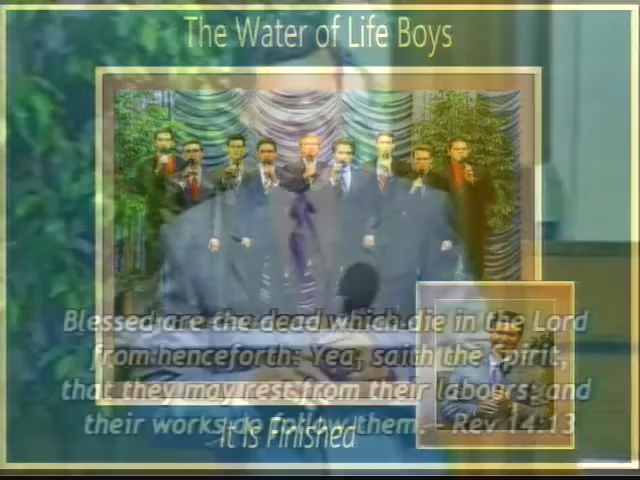 The Water of Life Boys
Blessed are the dead which die in the Lord
from henceforth: Yea, saith the Spirit,
that they may rest from their labours; and
their works do follow them. - Rev 14:13
It Is Finished